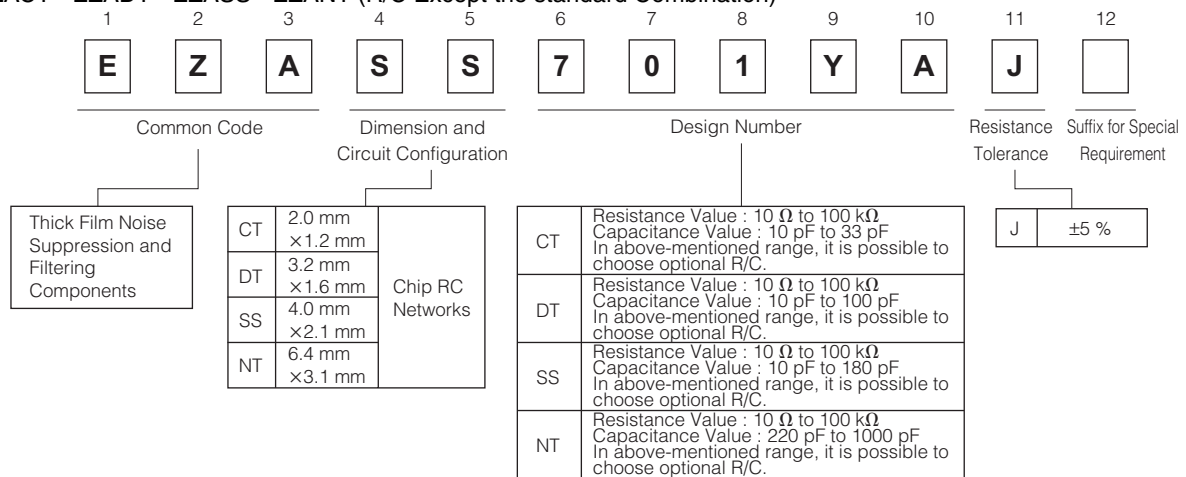 EZACT · EZADT · EZASS · EZANT (R/C Except the standard Combination)
1 2 3 4 5 6 7 8 9 10 11 12
E Z A S S 7 0 1 Y A J
Common Code
Dimension and
Circuit Configuration
Design Number
Resistance
Tolerance
Suffix for Special
Requirement
Thick Film Noise
Suppression and
Filtering
Components
CT
2.0 mm
×1.2 mm
DT
3.2 mm
×1.6 mm
SS
4.0 mm
×2.1 mm
NT
6.4 mm
×3.1 mm
Chip RC
Networks
CT
Resistance Value : 10 Ω to 100 kΩ
Capacitance Value : 10 pF to 33 pF
In above-mentioned range, it is possible to
choose optional R/C.
DT
Resistance Value : 10 Ω to 100 kΩ
Capacitance Value : 10 pF to 100 pF
In above-mentioned range, it is possible to
choose optional R/C.
SS
Resistance Value : 10 Ω to 100 kΩ
Capacitance Value : 10 pF to 180 pF
In above-mentioned range, it is possible to
choose optional R/C.
NT
Resistance Value : 10 Ω to 100 kΩ
Capacitance Value : 220 pF to 1000 pF
In above-mentioned range, it is possible to
choose optional R/C.
J ±5 %